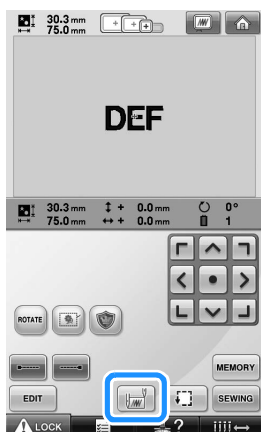 30.3 mm
75.0 mm
DEF
30.3 mm + 0.0 mm 0°
75.0 mm + 0.0 mm 1
ROTATE
MEMORY
EDIT
SEWING
LOCK ?